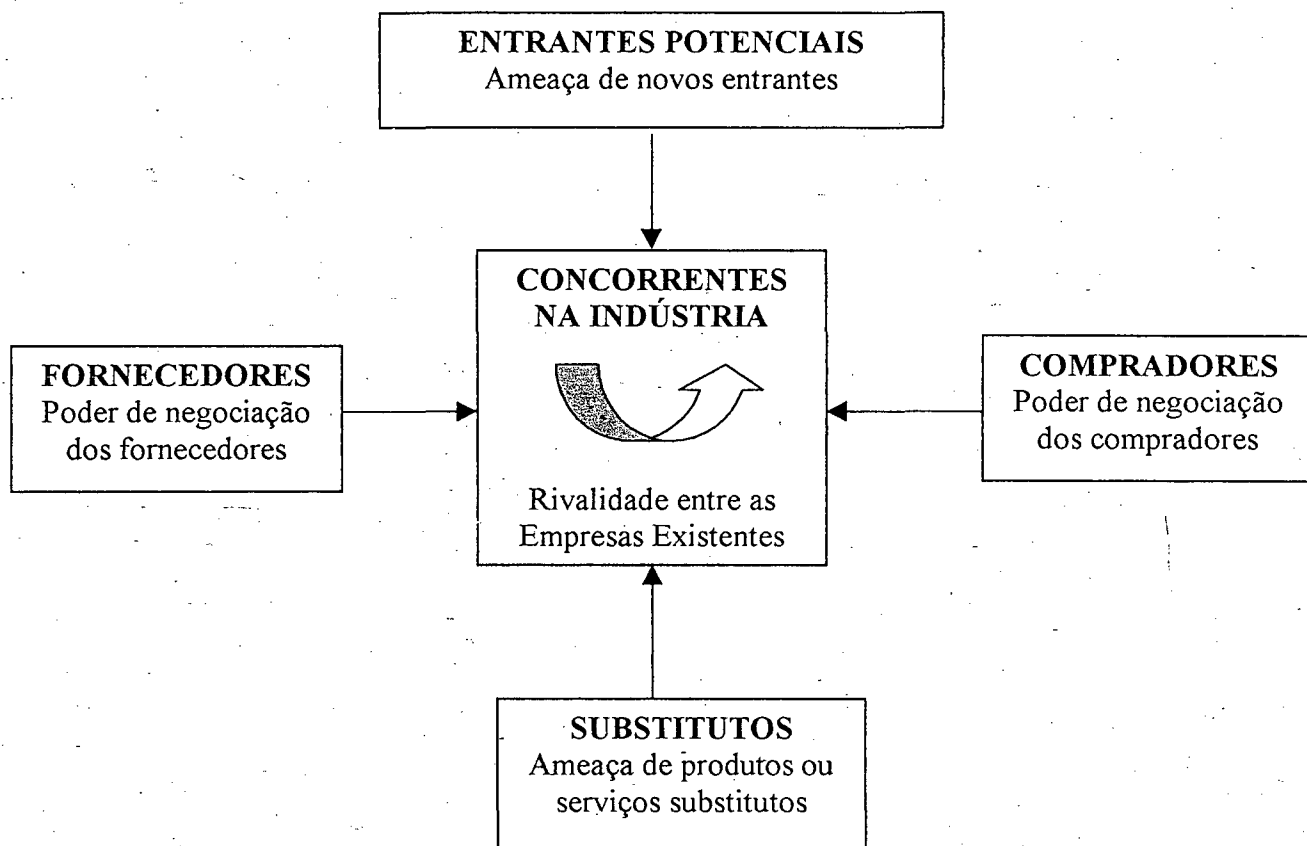 ENTRANTES POTENCIAIS
Ameaça de novos entrantes
CONCORRENTES
NA INDÚSTRIA
Rivalidade entre as
Empresas Existentes
FORNECEDORES
Poder de negociação
dos fornecedores
COMPRADORES
Poder de negociação
dos compradores
SUBSTITUTOS
Ameaça de produtos ou
serviços substitutos